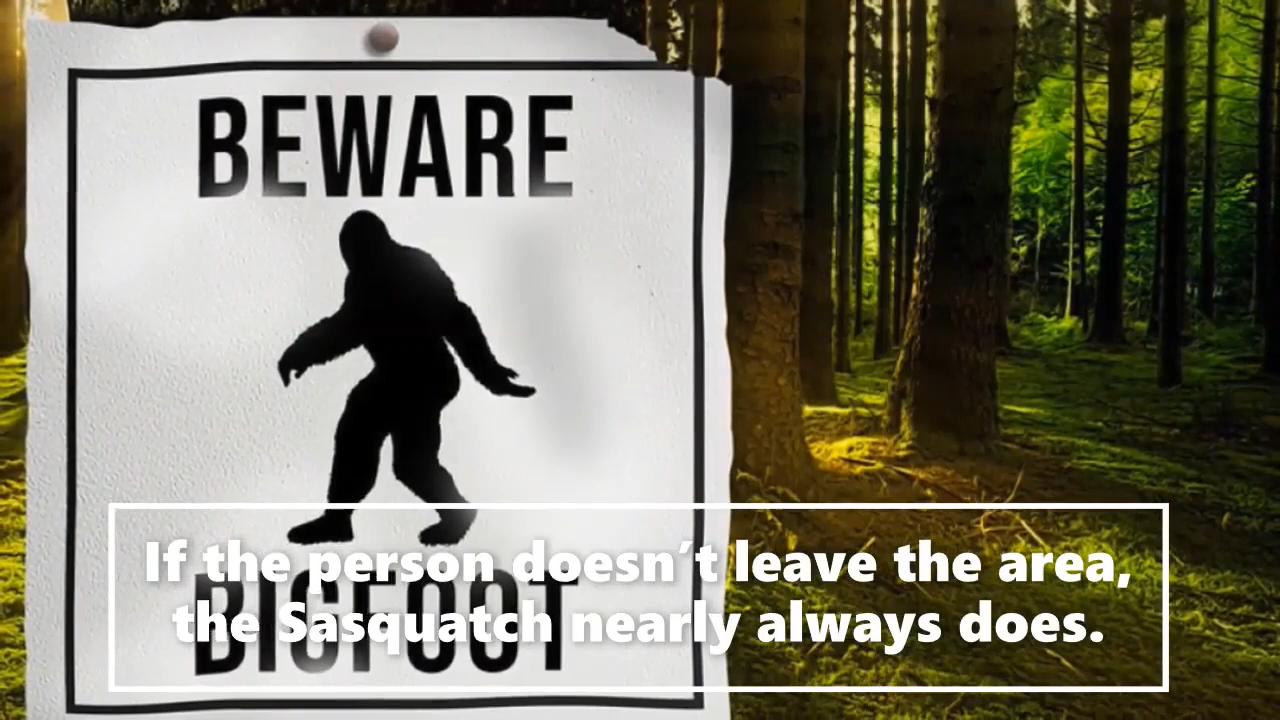 BEWARE
BIGFOOT
If the person doesn’t leave the area,
the Sasquatch nearly always does.